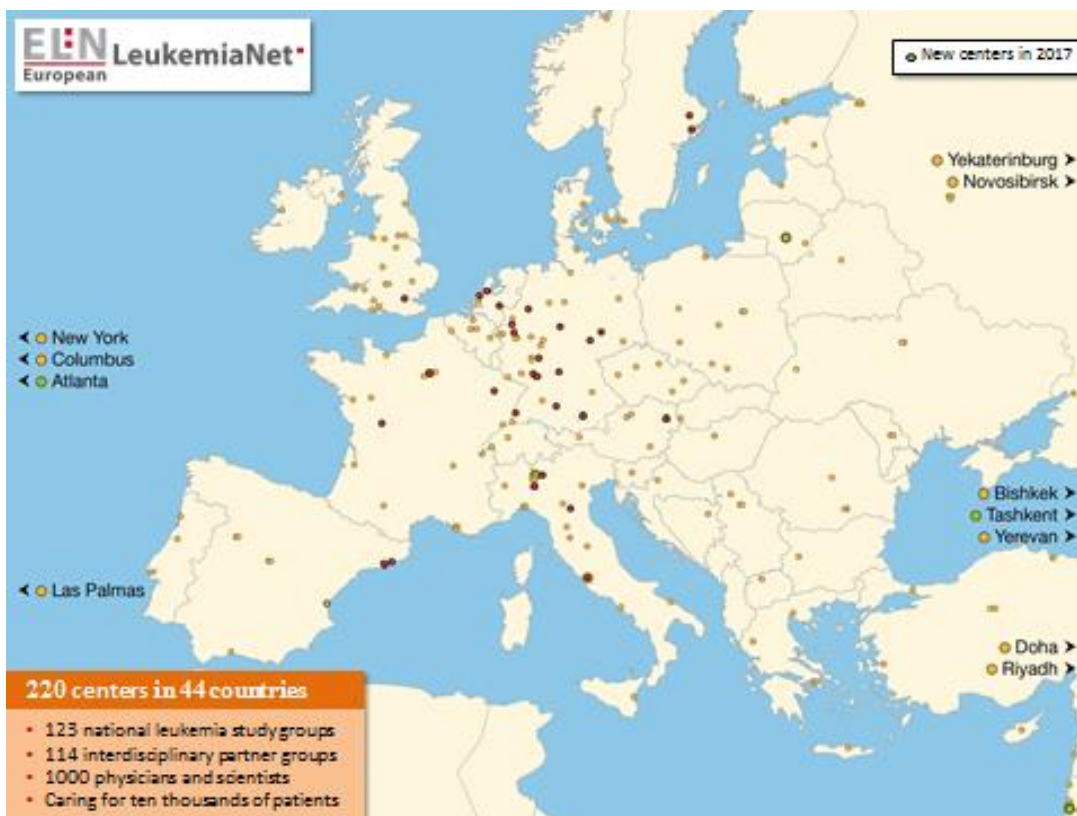 ELN LeukemiaNet
European
New centers in 2017
Yekaterinburg
Novosibirsk
New York
Columbus
Atlanta
Bishkek
Tashkent
Yerevan
Las Palmas
Doha
Riyadh
220 centers in 44 countries
• 123 national leukemia study groups
• 114 interdisciplinary partner groups
• 1000 physicians and scientists
• Caring for ten thousands of patients